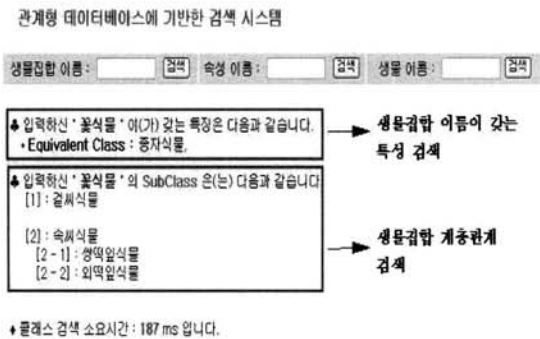 관계형 데이터베이스에 기반한 검색 시스템
생물집합 이름 : 검색 속성 이름 : 검색 생물 이름 : 검색
♣ 입력하신 ' 꽃식물 ' 이(가) 갖는 특징은 다음과 같습니다.
• Equivalent Class : 종자식물,
생물집합 이름이 갖는
특성 검색
♣ 입력하신 ' 꽃식물 ' 의 SubClass 은(는) 다음과 같습니다
[1] : 겉씨식물
[2] : 속씨식물
[2 - 1] : 쌍떡잎식물
[2 - 2] : 외떡잎식물
생물집합 계층관계
검색
♦ 클래스 검색 소요시간 : 187 ms 입니다.